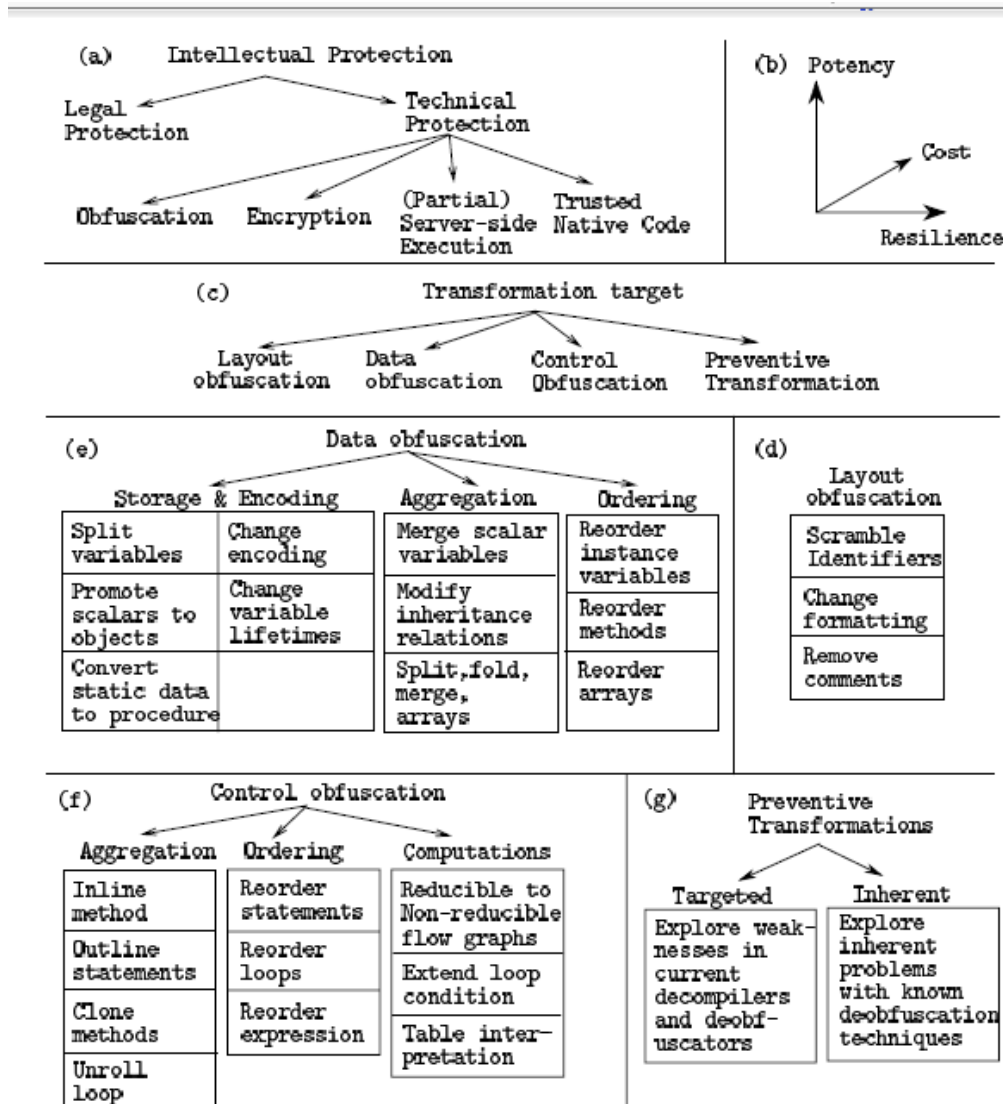 (a) Intellectual Protection
Legal
Protection
Technical
Protection
Obfuscation
Encryption
(Partial)
Server-side
Execution
Trusted
Native Code
(b) Potency
Cost
Resilience
(c) Transformation target
Layout
obfuscation
Data
obfuscation
Control
Obfuscation
Preventive
Transformation
(e) Data obfuscation
Storage & Encoding
Split
variables
Change
encoding
Promote
scalars to
objects
Change
variable
lifetimes
Convert
static data
to procedure
Aggregation
Merge scalar
variables
Modify
inheritance
relations
Split,fold,
merge,
arrays
Ordering
Reorder
instance
variables
Reorder
methods
Reorder
arrays
(d)
Layout
obfuscation
Scramble
Identifiers
Change
formatting
Remove
comments
(f) Control obfuscation
Aggregation
Inline
method
Outline
statements
Clone
methods
Unroll
loop
Ordering
Reorder
statements
Reorder
loops
Reorder
expression
Computations
Reducible to
Non-reducible
flow graphs
Extend loop
condition
Table inter-
pretation
(g) Preventive
Transformations
Targeted
Explore weak-
nesses in
current
decompilers
and deobf-
uscators
Inherent
Explore
inherent
problems
with known
deobfuscation
techniques